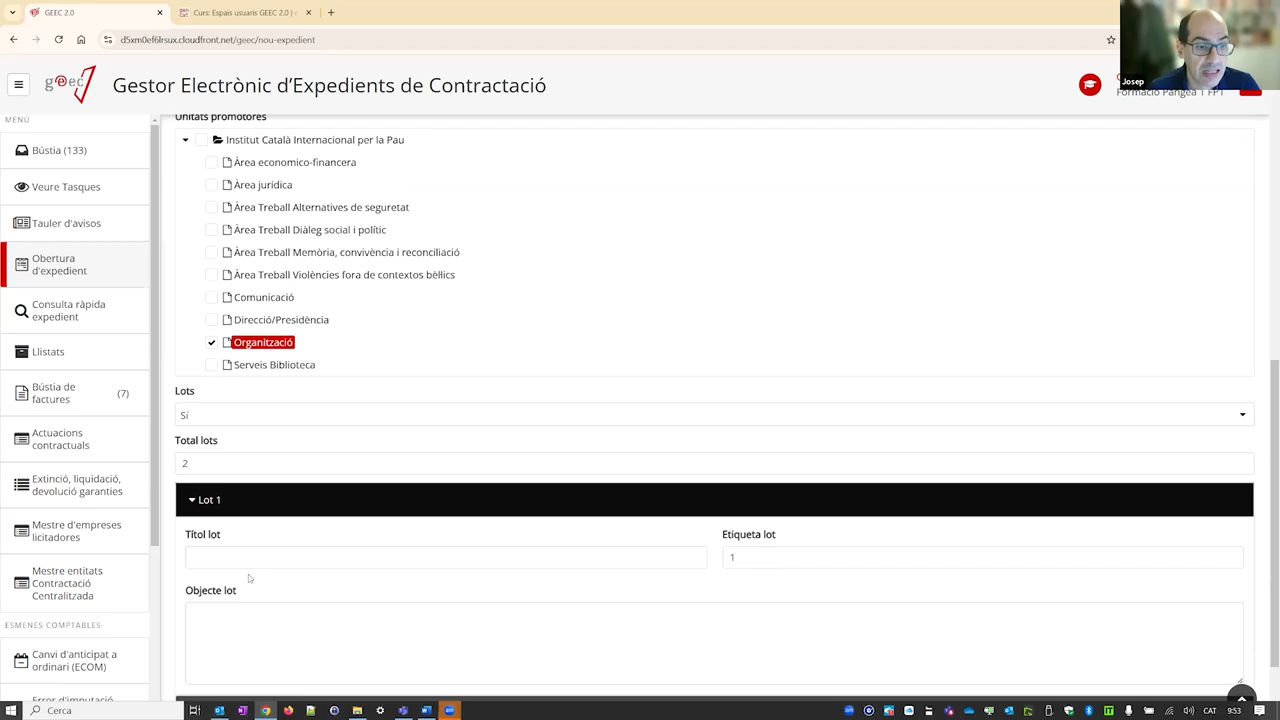 GEEC 2.0
Curs: Espais usuaris GEEC 2.0 | 
d5xm0ef6lrsux.cloudfront.net/geec/nou-expedient
Josep
geec
Gestor Electrònic d'Expedients de Contractació
Formació Pangea 1 FP1
MENÚ
Bústia (133)
Veure Tasques
Tauler d'avisos
Obertura
d'expedient
Consulta ràpida
expedient
Llistats
Bústia de
factures
(7)
Actuacions
contractuals
Extinció, liquidació,
devolució garanties
Mestre d'empreses
licitadores
Mestre entitats
Contractació
Centralitzada
ESMENES COMPTABLES
Canvi d'anticipat a
ordinari (ECOM)
Error d'imputació
Unitats promotores
Institut Català Internacional per la Pau
Àrea economico-financera
Àrea jurídica
Àrea Treball Alternatives de seguretat
Àrea Treball Diàleg social i polític
Àrea Treball Memòria, convivència i reconciliació
Àrea Treball Violències fora de contextos bèl·lics
Comunicació
Direcció/Presidència
Organització
Serveis Biblioteca
Lots
Sí
Total lots
2
Lot 1
Títol lot
Etiqueta lot
1
Objecte lot
Cerca
CAT
9:53